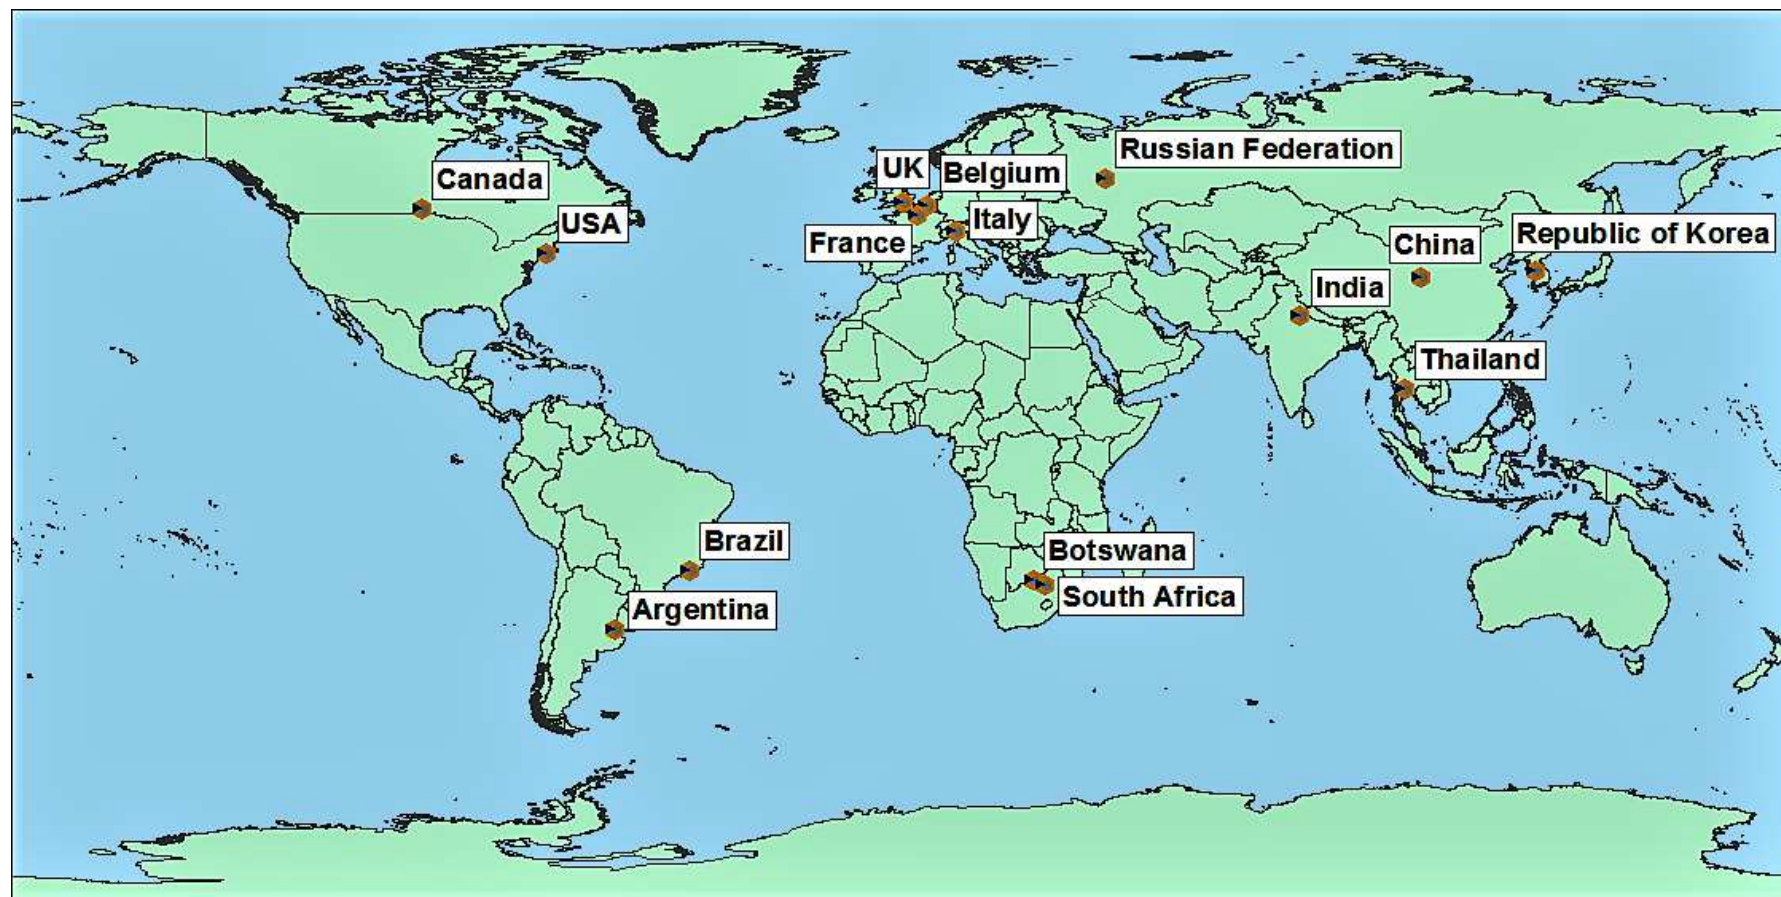 Russian Federation
UK
Belgium
Canada
USA
Italy
France
China
Republic of Korea
India
Thailand
Brazil
Botswana
South Africa
Argentina